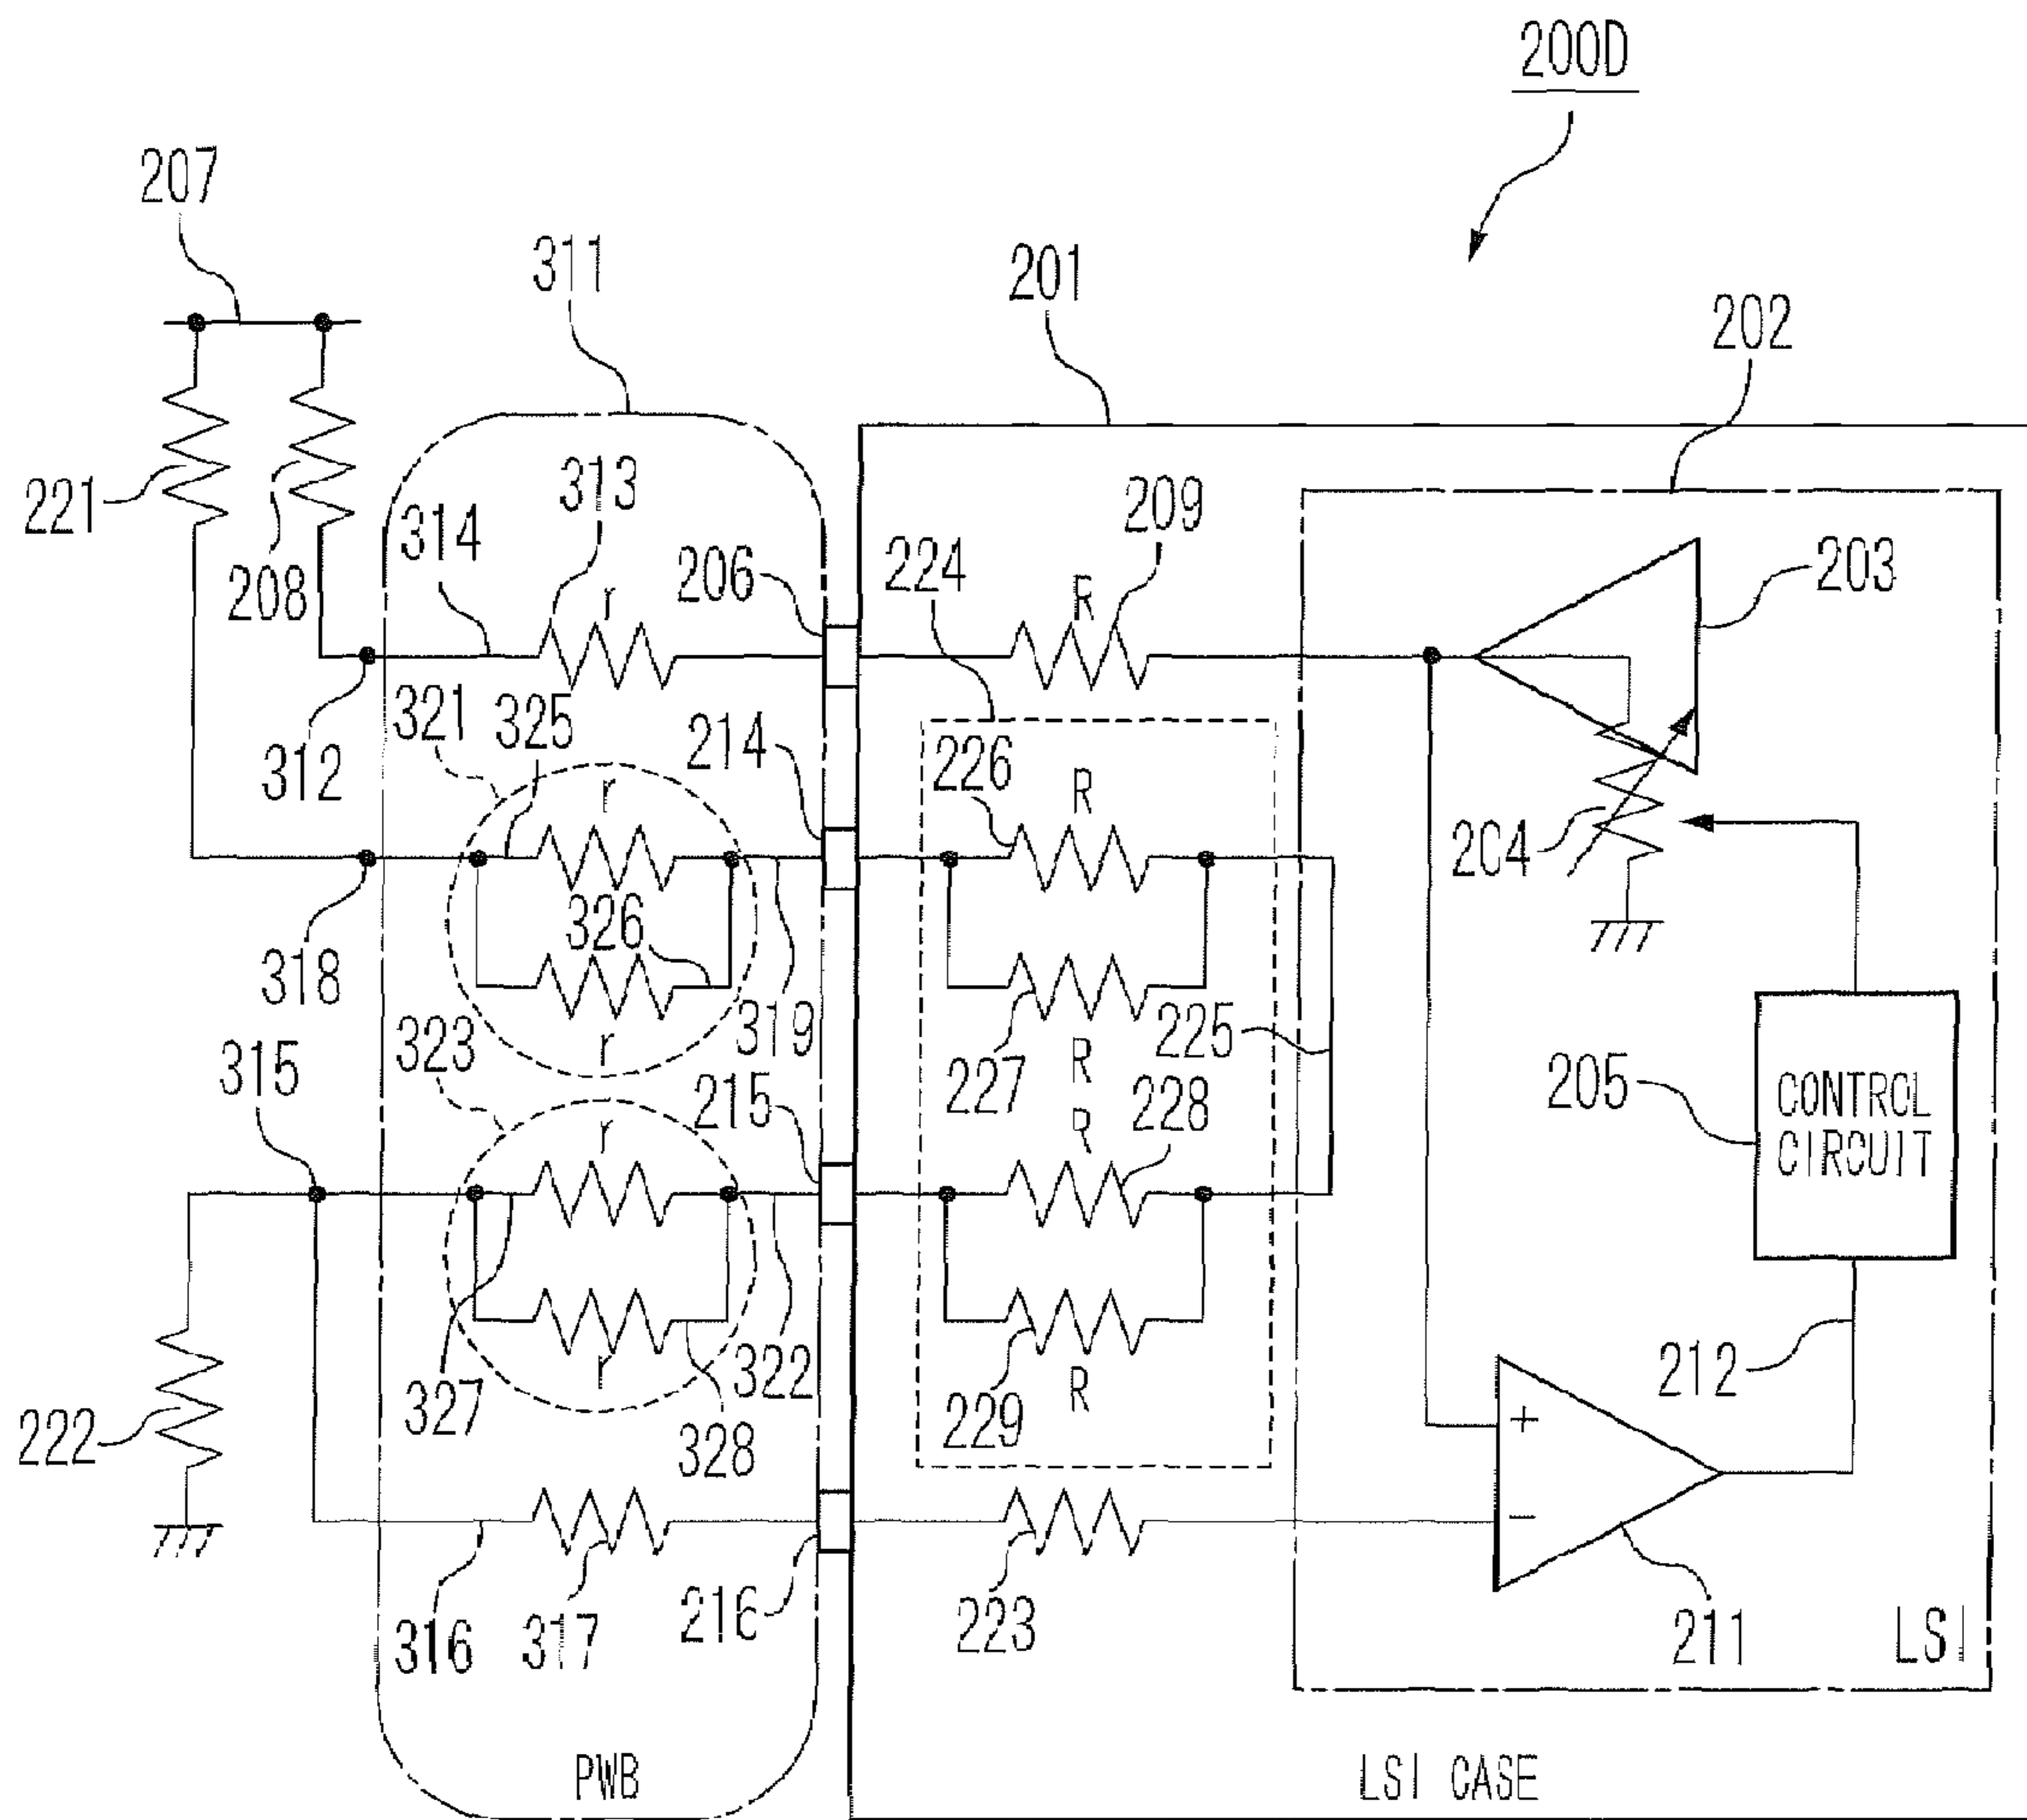 200D
207
311
201
202
221
208
314
313
206
224
209
R
r
203
312
321
325
r
214
226
R
204
318
326
r
319
227
R
225
205
CONTROL
CIRCUIT
315
323
r
215
R
228
222
327
r
328
322
229
R
212
+
−
316
317
216
223
211
LSI
PWB
LSI CASE